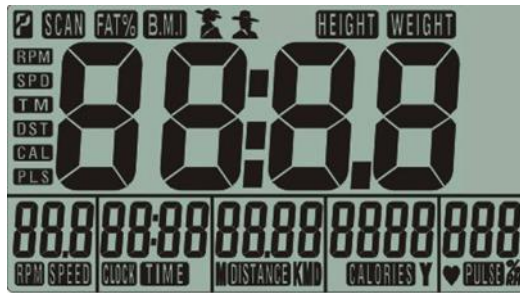 P SCAN FAT% B.M.I HEIGHT WEIGHT
RPM
SPD
TM
DST
CAL
PLS
88:8.8
88.8 88:88 88.88 8888 888
RPM SPEED CLOCK TIME M DISTANCE KM CALORIES Y PULSE %